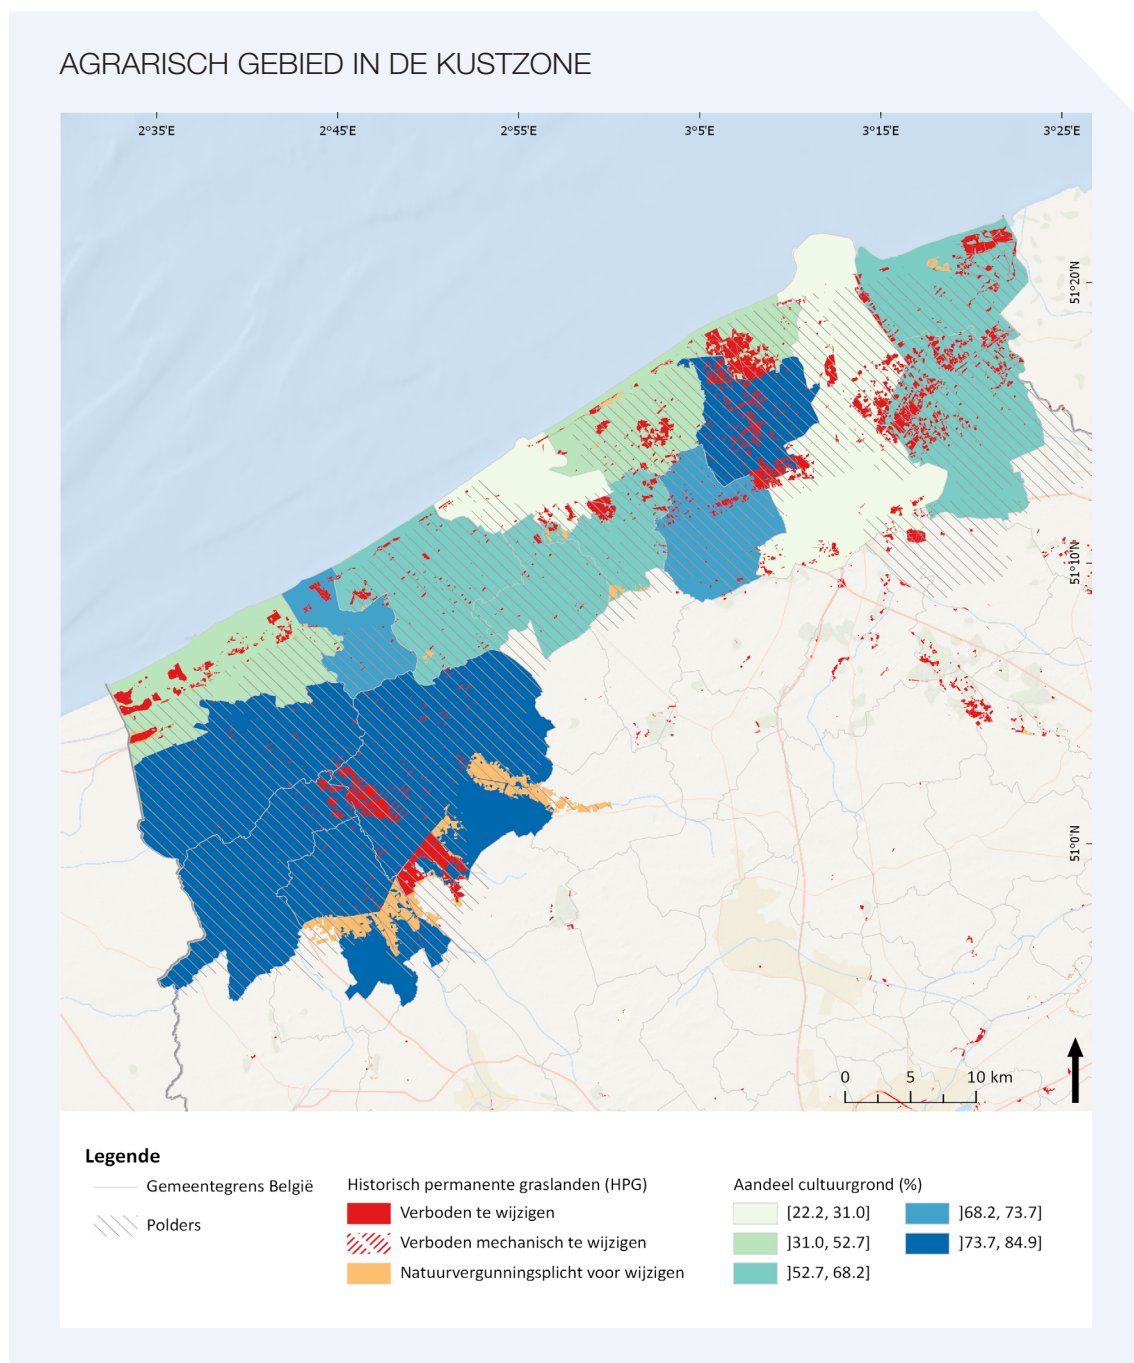 AGRARISCH GEBIED IN DE KUSTZONE
2°35'E 2°45'E 2°55'E 3°5'E 3°15'E 3°25'E
51°20'N
51°10'N
51°0'N
0 5 10 km
Legende
Gemeentegrens België
Polders
Historisch permanente graslanden (HPG)
Verboden te wijzigen
Verboden mechanisch te wijzigen
Natuurvergunningsplicht voor wijzigen
Aandeel cultuurgrond (%)
[22.2, 31.0]
]31.0, 52.7]
]52.7, 68.2]
]68.2, 73.7]
]73.7, 84.9]